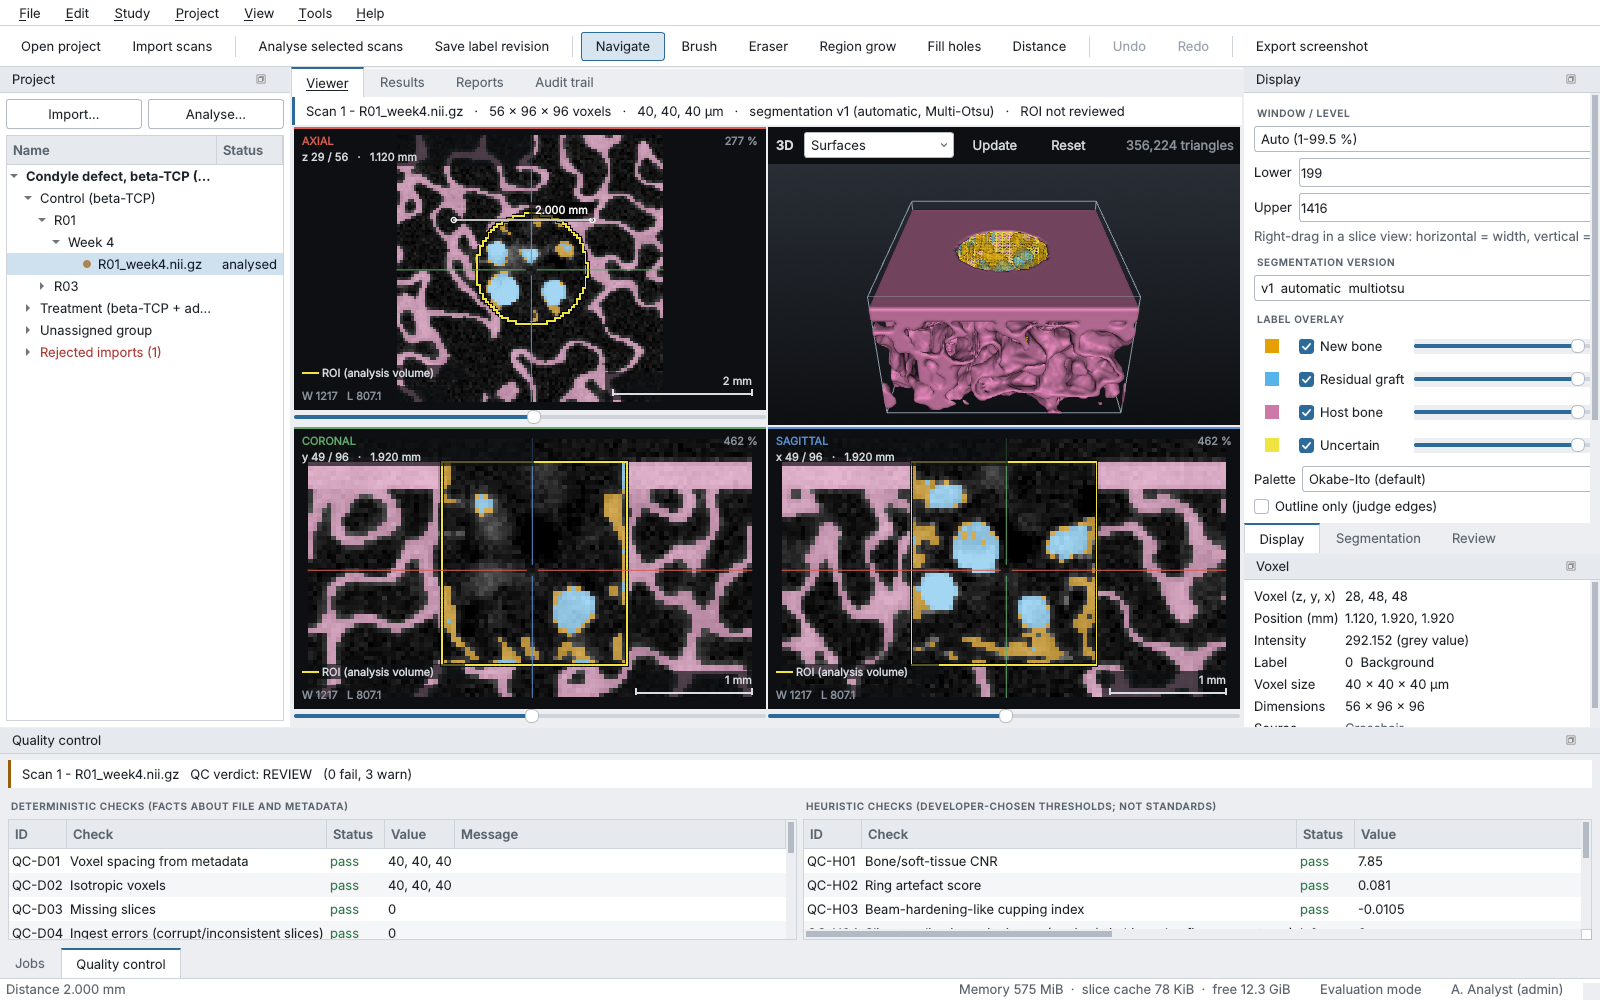 File Edit Study Project View Tools Help
Open project Import scans Analyse selected scans Save label revision Navigate Brush Eraser Region grow Fill holes Distance Undo Redo Export screenshot
Project
Import... Analyse...
Name Status
Condyle defect, beta-TCP (...
Control (beta-TCP)
R01
Week 4
R01_week4.nii.gz analysed
R03
Treatment (beta-TCP + ad...
Unassigned group
Rejected imports (1)
Viewer Results Reports Audit trail
Scan 1 - R01_week4.nii.gz · 56 × 96 × 96 voxels · 40, 40, 40 µm · segmentation v1 (automatic, Multi-Otsu) · ROI not reviewed
AXIAL 277 %
z 29 / 56 · 1.120 mm
2.000 mm
ROI (analysis volume)
2 mm
W 1217 L 807.1
3D Surfaces Update Reset 356,224 triangles
CORONAL 462 %
y 49 / 96 · 1.920 mm
ROI (analysis volume)
1 mm
W 1217 L 807.1
SAGITTAL 462 %
x 49 / 96 · 1.920 mm
ROI (analysis volume)
1 mm
W 1217 L 807.1
Display
WINDOW / LEVEL
Auto (1-99.5 %)
Lower 199
Upper 1416
Right-drag in a slice view: horizontal = width, vertical =
SEGMENTATION VERSION
v1 automatic multiotsu
LABEL OVERLAY
New bone
Residual graft
Host bone
Uncertain
Palette Okabe-Ito (default)
Outline only (judge edges)
Display Segmentation Review
Voxel
Voxel (z, y, x) 28, 48, 48
Position (mm) 1.120, 1.920, 1.920
Intensity 292.152 (grey value)
Label 0 Background
Voxel size 40 × 40 × 40 µm
Dimensions 56 × 96 × 96
Quality control
Scan 1 - R01_week4.nii.gz QC verdict: REVIEW (0 fail, 3 warn)
DETERMINISTIC CHECKS (FACTS ABOUT FILE AND METADATA)
ID Check Status Value Message
QC-D01 Voxel spacing from metadata pass 40, 40, 40
QC-D02 Isotropic voxels pass 40, 40, 40
QC-D03 Missing slices pass 0
QC-D04 Ingest errors (corrupt/inconsistent slices) pass 0
HEURISTIC CHECKS (DEVELOPER-CHOSEN THRESHOLDS; NOT STANDARDS)
ID Check Status Value
QC-H01 Bone/soft-tissue CNR pass 7.85
QC-H02 Ring artefact score pass 0.081
QC-H03 Beam-hardening-like cupping index pass -0.0105
Jobs Quality control
Distance 2.000 mm Memory 575 MiB · slice cache 78 KiB · free 12.3 GiB Evaluation mode A. Analyst (admin)